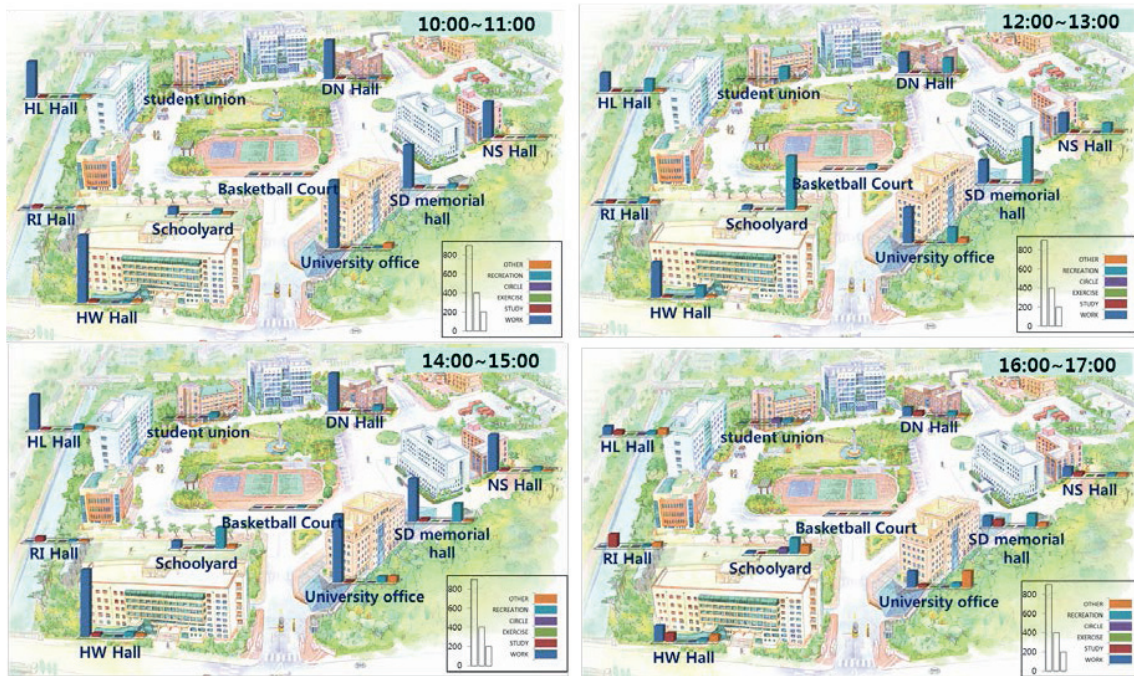 10:00~11:00
HL Hall
student union
DN Hall
NS Hall
Basketball Court
SD memorial
hall
RI Hall
Schoolyard
University office
HW Hall
800
600
400
200
0
OTHER
RECREATION
CIRCLE
EXERCISE
STUDY
WORK
12:00~13:00
HL Hall
student union
DN Hall
NS Hall
Basketball Court
SD memorial
hall
RI Hall
Schoolyard
University office
HW Hall
800
600
400
200
0
OTHER
RECREATION
CIRCLE
EXERCISE
STUDY
WORK
14:00~15:00
HL Hall
student union
DN Hall
NS Hall
Basketball Court
SD memorial
hall
RI Hall
Schoolyard
University office
HW Hall
800
600
400
200
0
OTHER
RECREATION
CIRCLE
EXERCISE
STUDY
WORK
16:00~17:00
HL Hall
student union
DN Hall
NS Hall
Basketball Court
SD memorial
hall
RI Hall
Schoolyard
University office
HW Hall
800
600
400
200
0
OTHER
RECREATION
CIRCLE
EXERCISE
STUDY
WORK